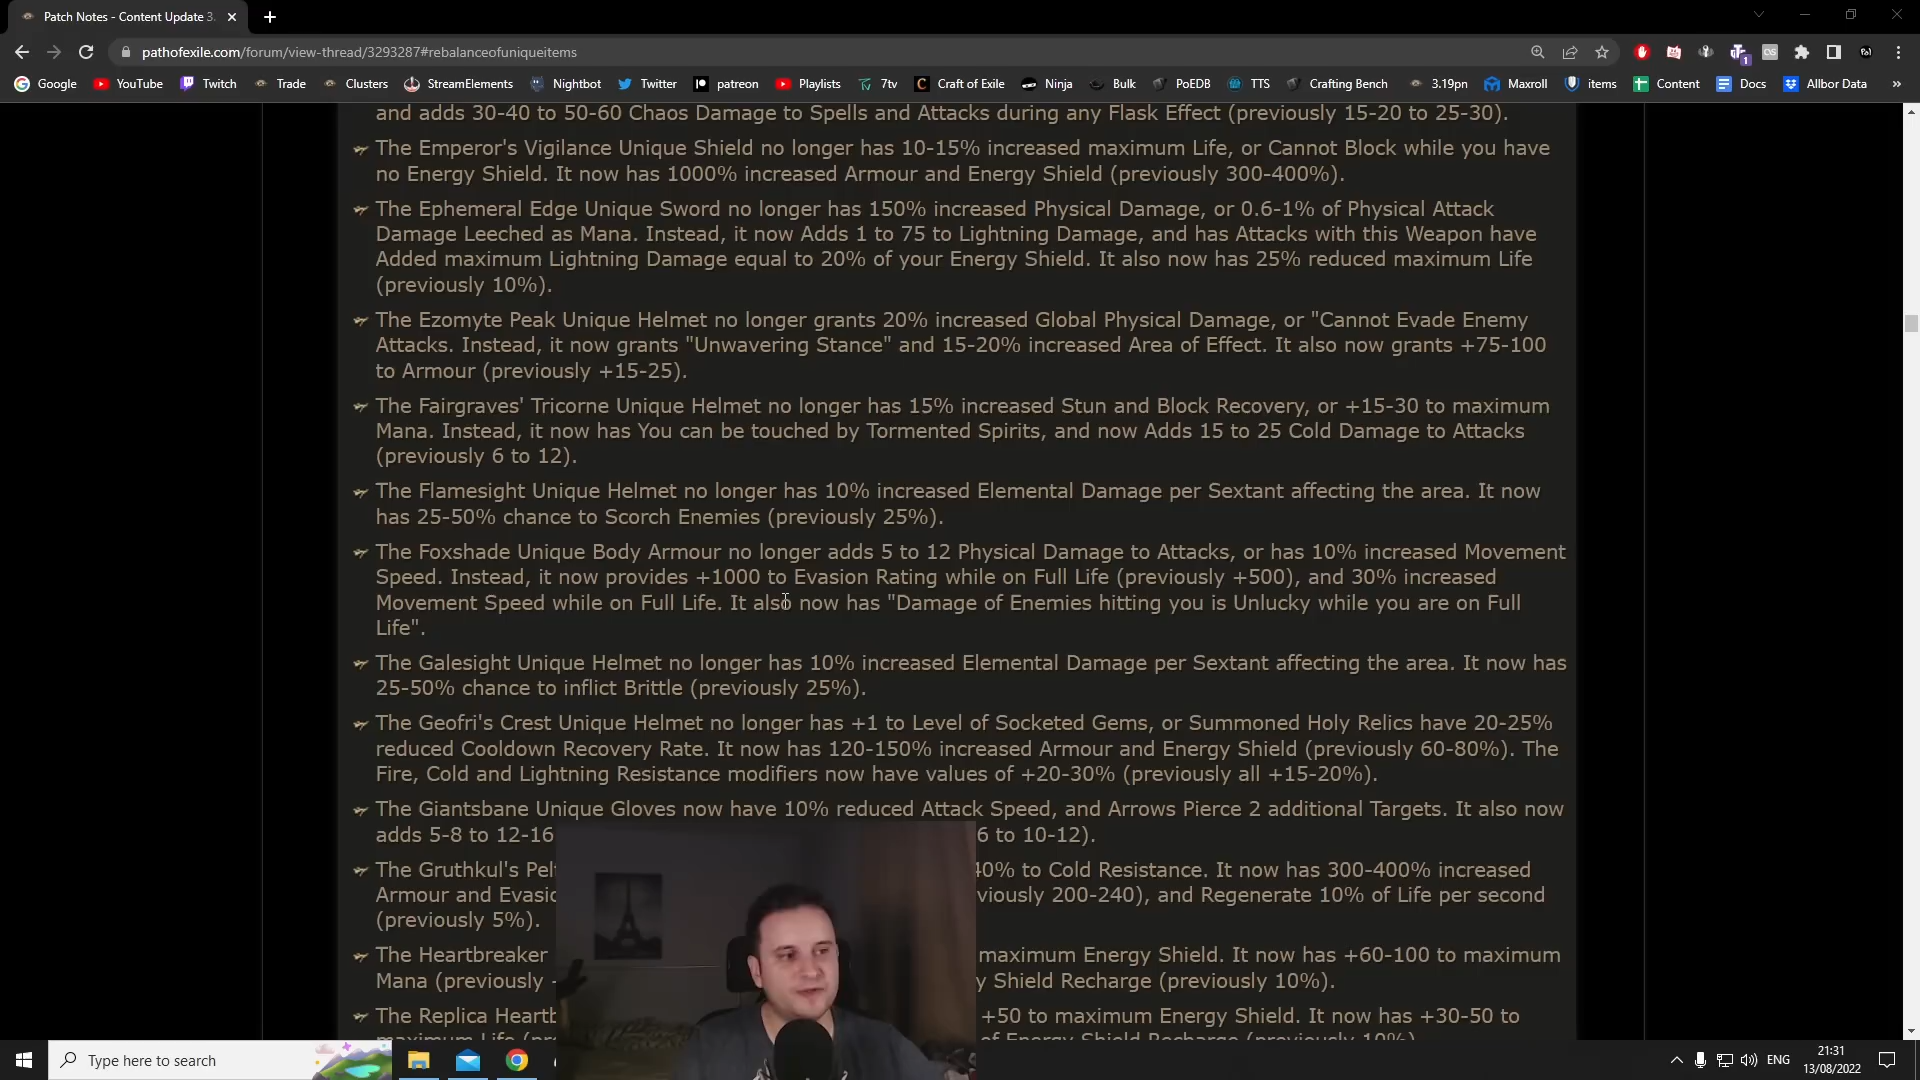 Patch Notes - Content Update 3.
pathofexile.com/forum/view-thread/3293287#rebalanceofuniqueitems
Google YouTube Twitch Trade Clusters StreamElements Nightbot Twitter patreon Playlists 7tv Craft of Exile Ninja Bulk PoEDB TTS Crafting Bench 3.19pn Maxroll items Content Docs Allbor Data »
and adds 30-40 to 50-60 Chaos Damage to Spells and Attacks during any Flask Effect (previously 15-20 to 25-30).
The Emperor's Vigilance Unique Shield no longer has 10-15% increased maximum Life, or Cannot Block while you have
no Energy Shield. It now has 1000% increased Armour and Energy Shield (previously 300-400%).
The Ephemeral Edge Unique Sword no longer has 150% increased Physical Damage, or 0.6-1% of Physical Attack
Damage Leeched as Mana. Instead, it now Adds 1 to 75 to Lightning Damage, and has Attacks with this Weapon have
Added maximum Lightning Damage equal to 20% of your Energy Shield. It also now has 25% reduced maximum Life
(previously 10%).
The Ezomyte Peak Unique Helmet no longer grants 20% increased Global Physical Damage, or "Cannot Evade Enemy
Attacks. Instead, it now grants "Unwavering Stance" and 15-20% increased Area of Effect. It also now grants +75-100
to Armour (previously +15-25).
The Fairgraves' Tricorne Unique Helmet no longer has 15% increased Stun and Block Recovery, or +15-30 to maximum
Mana. Instead, it now has You can be touched by Tormented Spirits, and now Adds 15 to 25 Cold Damage to Attacks
(previously 6 to 12).
The Flamesight Unique Helmet no longer has 10% increased Elemental Damage per Sextant affecting the area. It now
has 25-50% chance to Scorch Enemies (previously 25%).
The Foxshade Unique Body Armour no longer adds 5 to 12 Physical Damage to Attacks, or has 10% increased Movement
Speed. Instead, it now provides +1000 to Evasion Rating while on Full Life (previously +500), and 30% increased
Movement Speed while on Full Life. It also now has "Damage of Enemies hitting you is Unlucky while you are on Full
Life".
The Galesight Unique Helmet no longer has 10% increased Elemental Damage per Sextant affecting the area. It now has
25-50% chance to inflict Brittle (previously 25%).
The Geofri's Crest Unique Helmet no longer has +1 to Level of Socketed Gems, or Summoned Holy Relics have 20-25%
reduced Cooldown Recovery Rate. It now has 120-150% increased Armour and Energy Shield (previously 60-80%). The
Fire, Cold and Lightning Resistance modifiers now have values of +20-30% (previously all +15-20%).
The Giantsbane Unique Gloves now have 10% reduced Attack Speed, and Arrows Pierce 2 additional Targets. It also now
adds 5-8 to 12-16 6 to 10-12).
The Gruthkul's Pel 40% to Cold Resistance. It now has 300-400% increased
Armour and Evasi viously 200-240), and Regenerate 10% of Life per second
(previously 5%).
The Heartbreaker maximum Energy Shield. It now has +60-100 to maximum
Mana (previously y Shield Recharge (previously 10%).
The Replica Heart +50 to maximum Energy Shield. It now has +30-50 to
maximum Life of Energy Shield Recharge (previously 10%)
Type here to search
ENG
21:31
13/08/2022